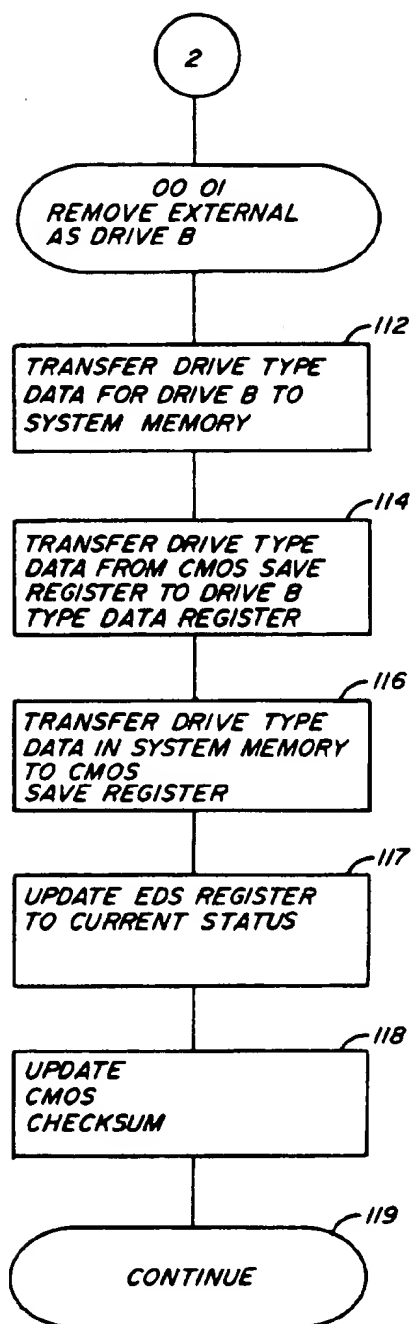 2
00 01
REMOVE EXTERNAL
AS DRIVE B
112
TRANSFER DRIVE TYPE
DATA FOR DRIVE B TO
SYSTEM MEMORY
114
TRANSFER DRIVE TYPE
DATA FROM CMOS SAVE
REGISTER TO DRIVE B
TYPE DATA REGISTER
116
TRANSFER DRIVE TYPE
DATA IN SYSTEM MEMORY
TO CMOS
SAVE REGISTER
117
UPDATE EDS REGISTER
TO CURRENT STATUS
118
UPDATE
CMOS
CHECKSUM
119
CONTINUE